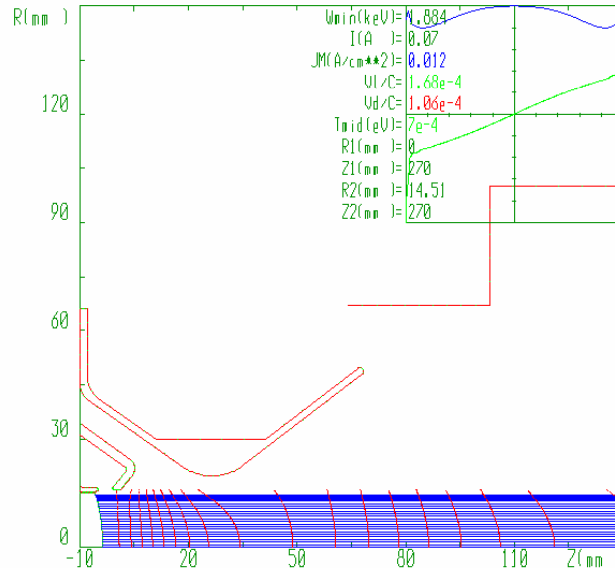 R(mm )
Wmin(keV)= 4.884
I(A )= 0.07
JM(A/cm**2)= 0.012
Vl/C= 1.68e-4
Vd/C= 1.06e-4
Tmid(eV)= 7e-4
R1(mm )= 0
Z1(mm )= 270
R2(mm )= 14.51
Z2(mm )= 270
120
90
60
30
0
-10 20 50 80 110 Z(mm